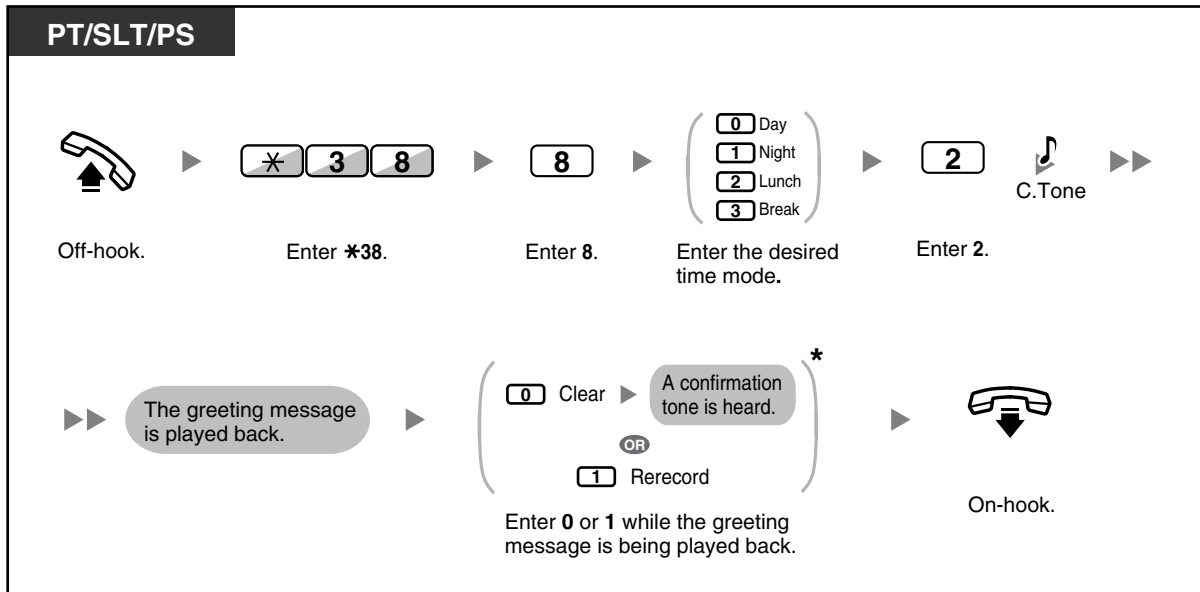 PT/SLT/PS
Off-hook.
✳ 3 8
Enter ✳38.
8
Enter 8.
0 Day
1 Night
2 Lunch
3 Break
Enter the desired
time mode.
2
Enter 2.
C.Tone
The greeting message
is played back.
0 Clear
A confirmation
tone is heard.
*
OR
1 Rerecord
Enter 0 or 1 while the greeting
message is being played back.
On-hook.